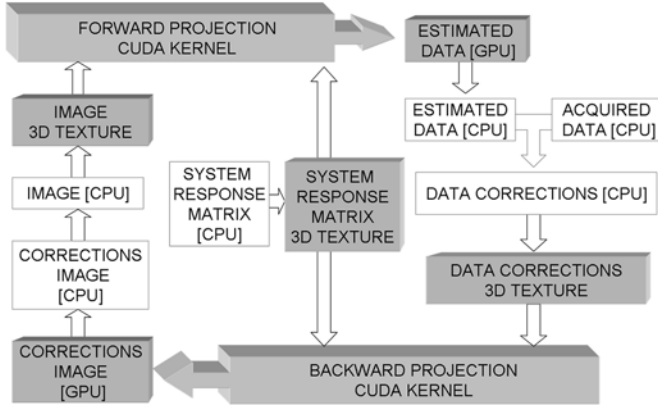 FORWARD PROJECTION
CUDA KERNEL
ESTIMATED
DATA [GPU]
IMAGE
3D TEXTURE
ESTIMATED
DATA [CPU]
ACQUIRED
DATA [CPU]
IMAGE [CPU]
SYSTEM
RESPONSE
MATRIX
[CPU]
SYSTEM
RESPONSE
MATRIX
3D TEXTURE
DATA CORRECTIONS [CPU]
CORRECTIONS
IMAGE
[CPU]
DATA CORRECTIONS
3D TEXTURE
CORRECTIONS
IMAGE
[GPU]
BACKWARD PROJECTION
CUDA KERNEL